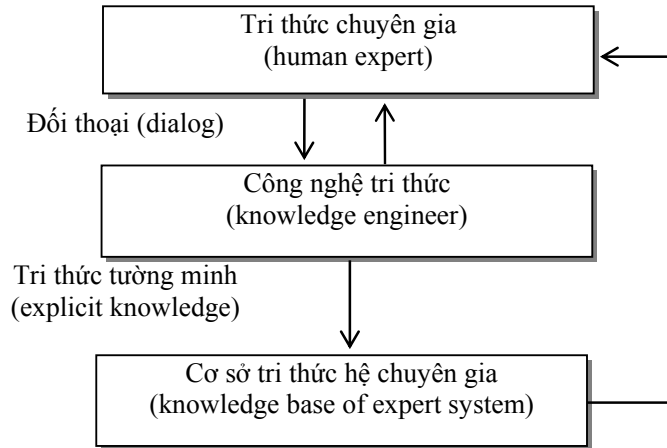 Tri thức chuyên gia
(human expert)
Đối thoại (dialog)
Công nghệ tri thức
(knowledge engineer)
Tri thức tường minh
(explicit knowledge)
Cơ sở tri thức hệ chuyên gia
(knowledge base of expert system)